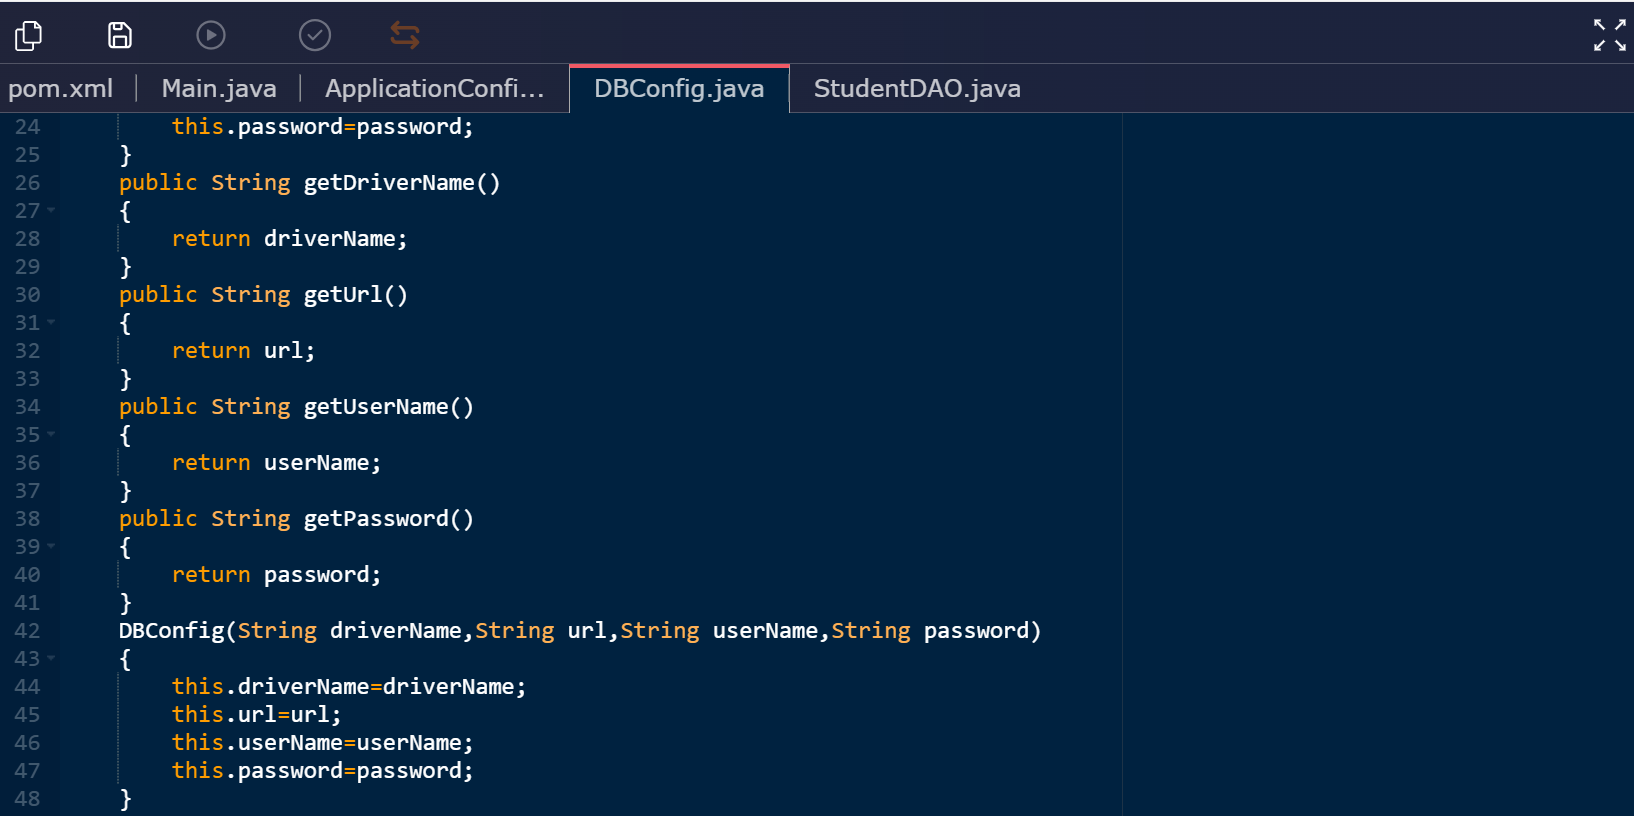 pom.xml Main.java ApplicationConfi... DBConfig.java StudentDAO.java
24 this.password=password;
25 }
26 public String getDriverName()
27 {
28 return driverName;
29 }
30 public String getUrl()
31 {
32 return url;
33 }
34 public String getUserName()
35 {
36 return userName;
37 }
38 public String getPassword()
39 {
40 return password;
41 }
42 DBConfig(String driverName,String url,String userName,String password)
43 {
44 this.driverName=driverName;
45 this.url=url;
46 this.userName=userName;
47 this.password=password;
48 }